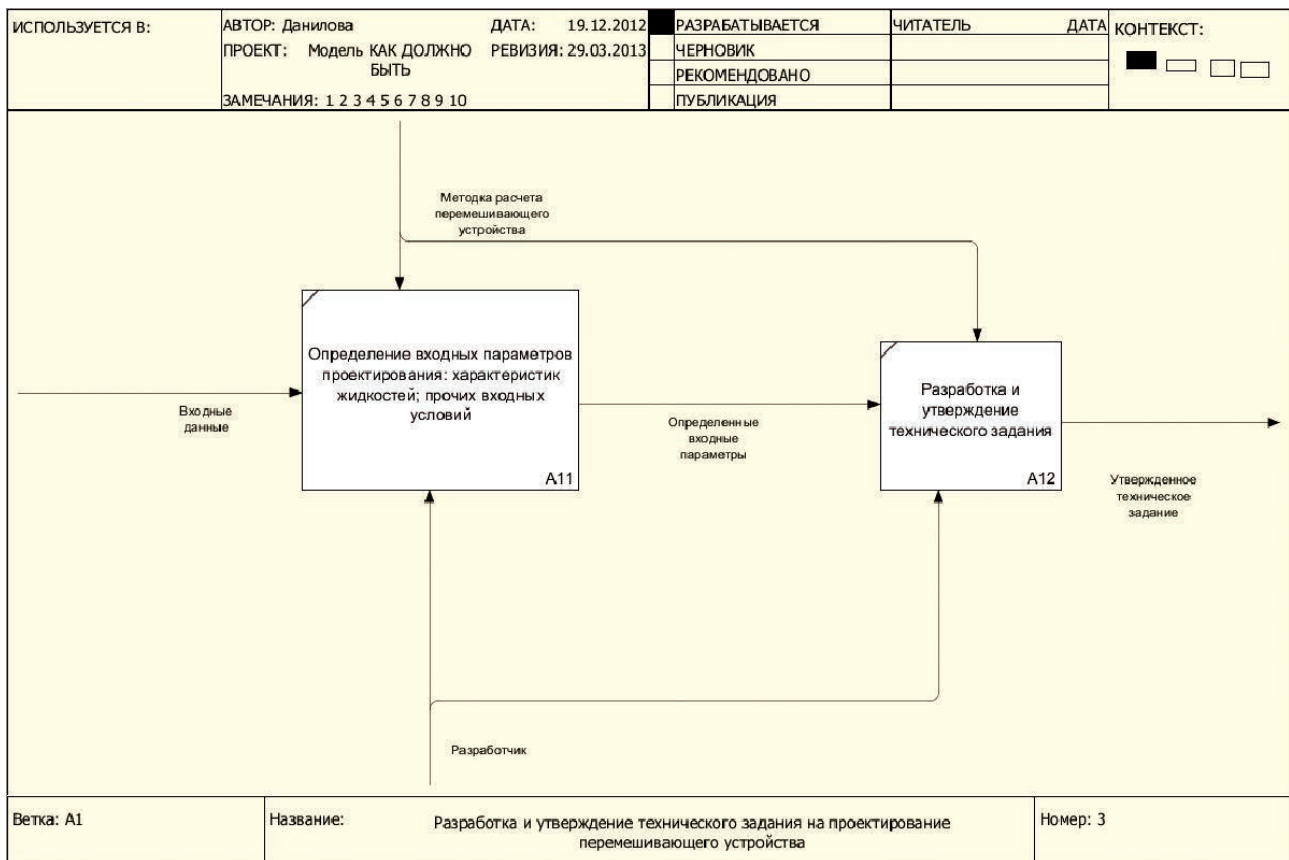 ИСПОЛЬЗУЕТСЯ В:
АВТОР: Данилова
ДАТА: 19.12.2012
ПРОЕКТ: Модель КАК ДОЛЖНО
БЫТЬ
РЕВИЗИЯ: 29.03.2013
ЗАМЕЧАНИЯ: 1 2 3 4 5 6 7 8 9 10
РАЗРАБАТЫВАЕТСЯ
ЧЕРНОВИК
РЕКОМЕНДОВАНО
ПУБЛИКАЦИЯ
ЧИТАТЕЛЬ ДАТА
КОНТЕКСТ:
Методка расчета
перемешивающего
устройства
Определение входных параметров
проектирования: характеристик
жидкостей; прочих входных
условий
A11
Входные
данные
Определенные
входные
параметры
Разработка и
утверждение
технического задания
A12
Утвержденное
техническое
задание
Разработчик
Ветка: A1
Название:
Разработка и утверждение технического задания на проектирование
перемешивающего устройства
Номер: 3